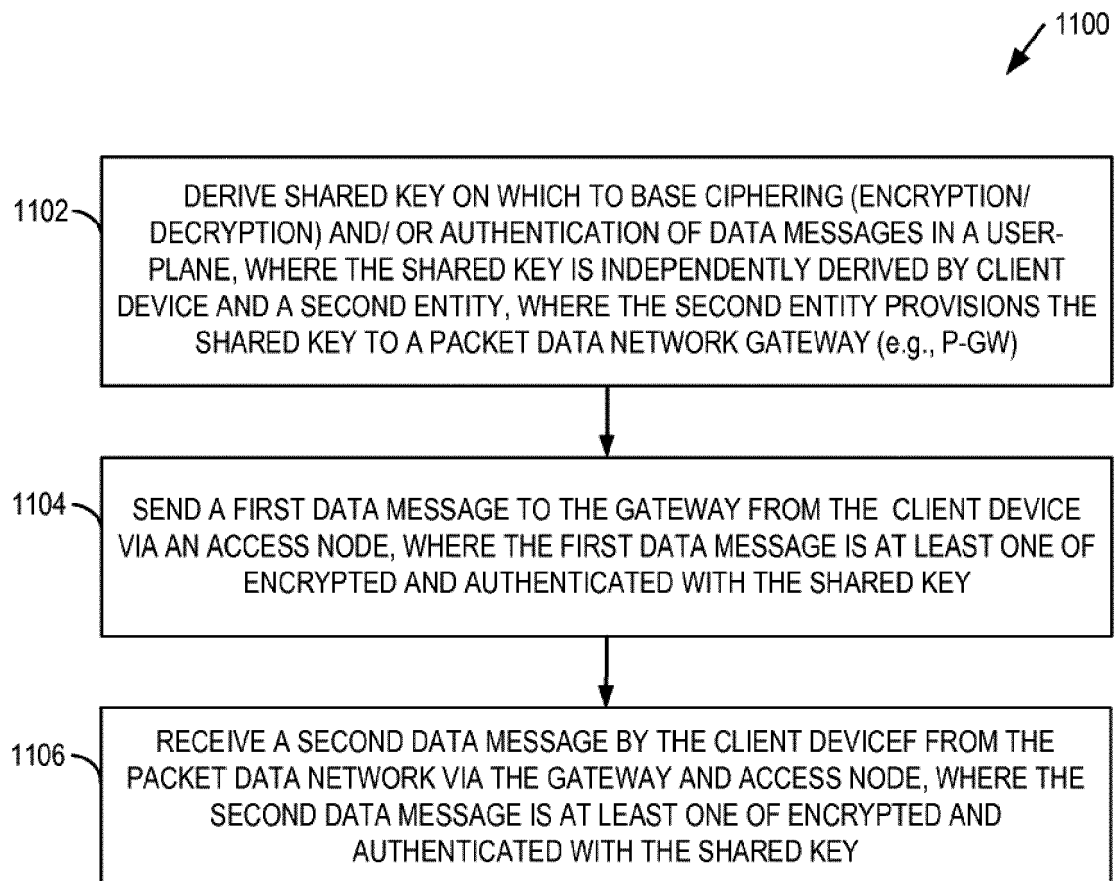 1100
1102
DERIVE SHARED KEY ON WHICH TO BASE CIPHERING (ENCRYPTION/
DECRYPTION) AND/ OR AUTHENTICATION OF DATA MESSAGES IN A USER-
PLANE, WHERE THE SHARED KEY IS INDEPENDENTLY DERIVED BY CLIENT
DEVICE AND A SECOND ENTITY, WHERE THE SECOND ENTITY PROVISIONS THE
SHARED KEY TO A PACKET DATA NETWORK GATEWAY (e.g., P-GW)
1104
SEND A FIRST DATA MESSAGE TO THE GATEWAY FROM THE CLIENT DEVICE
VIA AN ACCESS NODE, WHERE THE FIRST DATA MESSAGE IS AT LEAST ONE OF
ENCRYPTED AND AUTHENTICATED WITH THE SHARED KEY
1106
RECEIVE A SECOND DATA MESSAGE BY THE CLIENT DEVICEF FROM THE
PACKET DATA NETWORK VIA THE GATEWAY AND ACCESS NODE, WHERE THE
SECOND DATA MESSAGE IS AT LEAST ONE OF ENCRYPTED AND
AUTHENTICATED WITH THE SHARED KEY